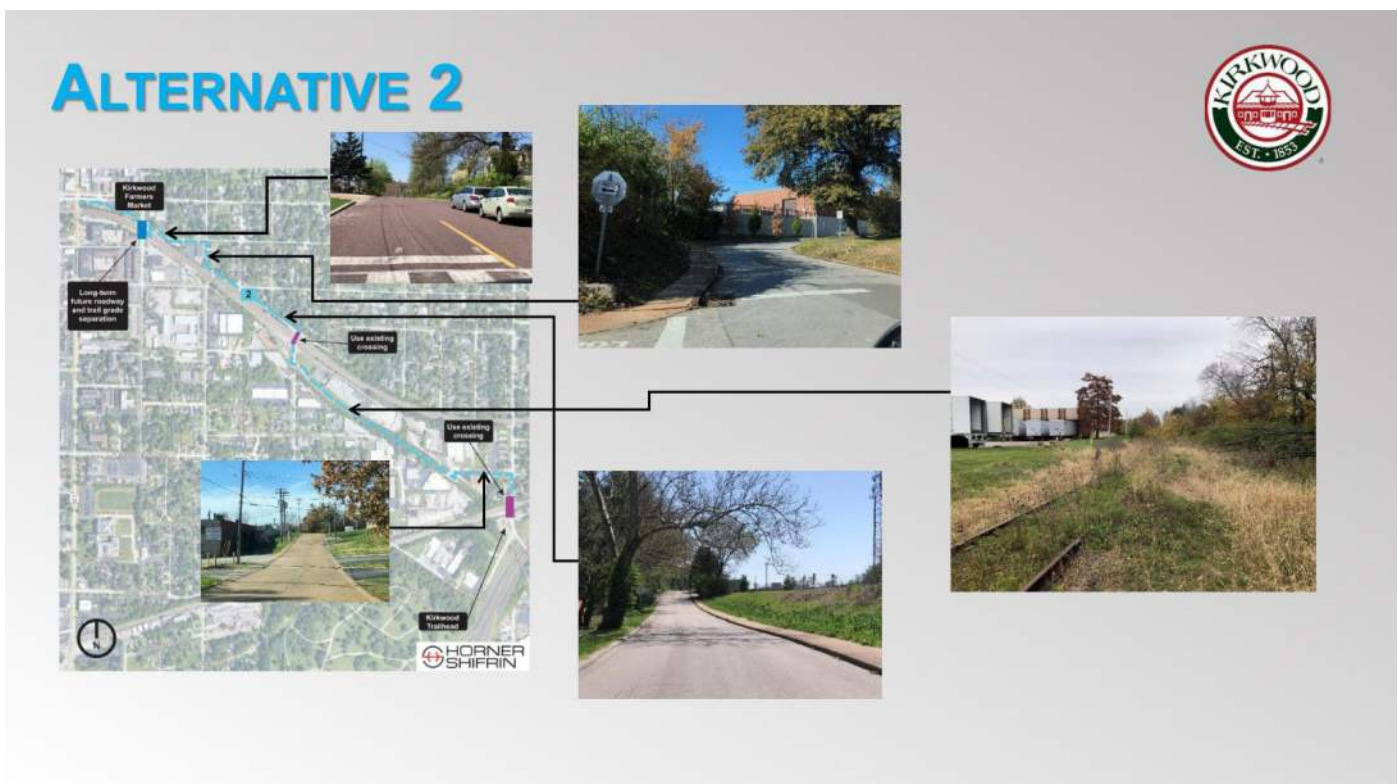 ALTERNATIVE 2
KIRKWOOD
EST. • 1853
Kirkwood
Farmers
Market
Long-term
future roadway
and trail grade
separation
2
Use existing
crossing
Use existing
crossing
Kirkwood
Trailhead
N
HORNER
SHIFRIN